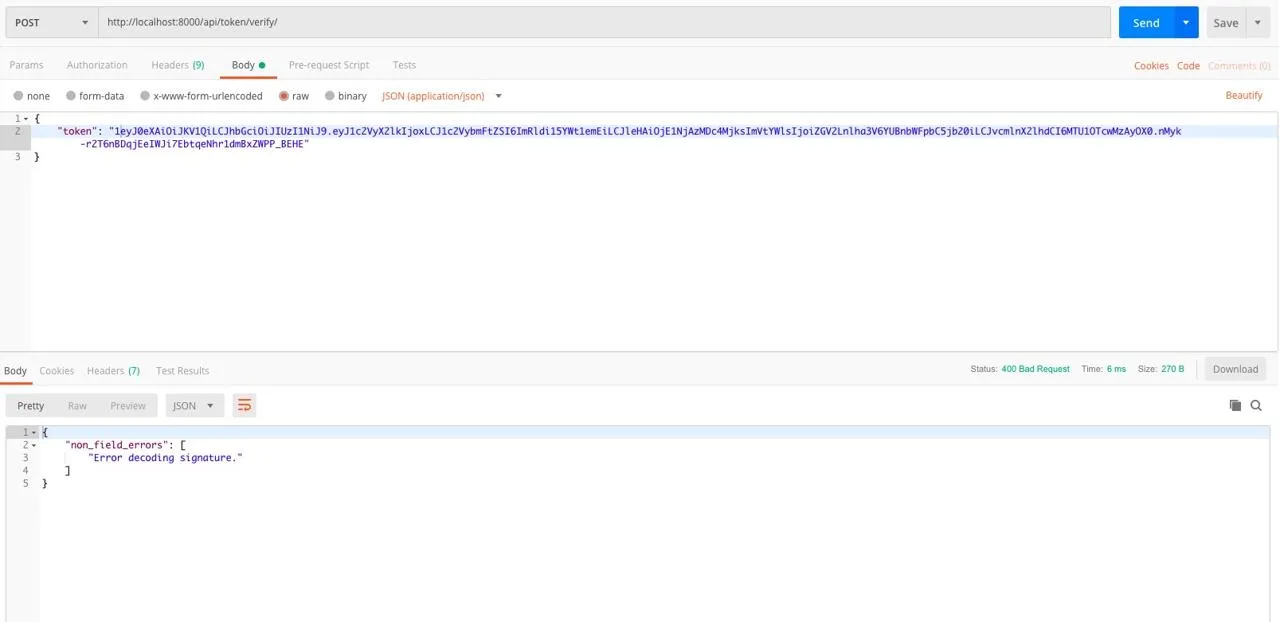 POST http://localhost:8000/api/token/verify/ Send Save
Params Authorization Headers (9) Body Pre-request Script Tests Cookies Code Comments (0)
none form-data x-www-form-urlencoded raw binary JSON (application/json) Beautify
1 {
2 "token": "1eyJ0eXAiOiJKV1QiLCJhbGciOiJIUzI1NiJ9.eyJ1c2VyX2lkIjoxLCJ1c2VybmFtZSI6ImRldi15YWt1emEiLCJleHAiOjE1NjAzMDc4MjksImVtYWlsIjoiZGV2Lnlha3V6YUBnbWFpbC5jb20iLCJvcmlnX2lhdCI6MTU1OTcwMzAyOX0.nMyk
-r2T6nBDqjEeIWJi7EbtqeNhr1dmBxZWPP_BEHE"
3 }
Body Cookies Headers (7) Test Results Status: 400 Bad Request Time: 6 ms Size: 270 B Download
Pretty Raw Preview JSON
1 {
2 "non_field_errors": [
3 "Error decoding signature."
4 ]
5 }